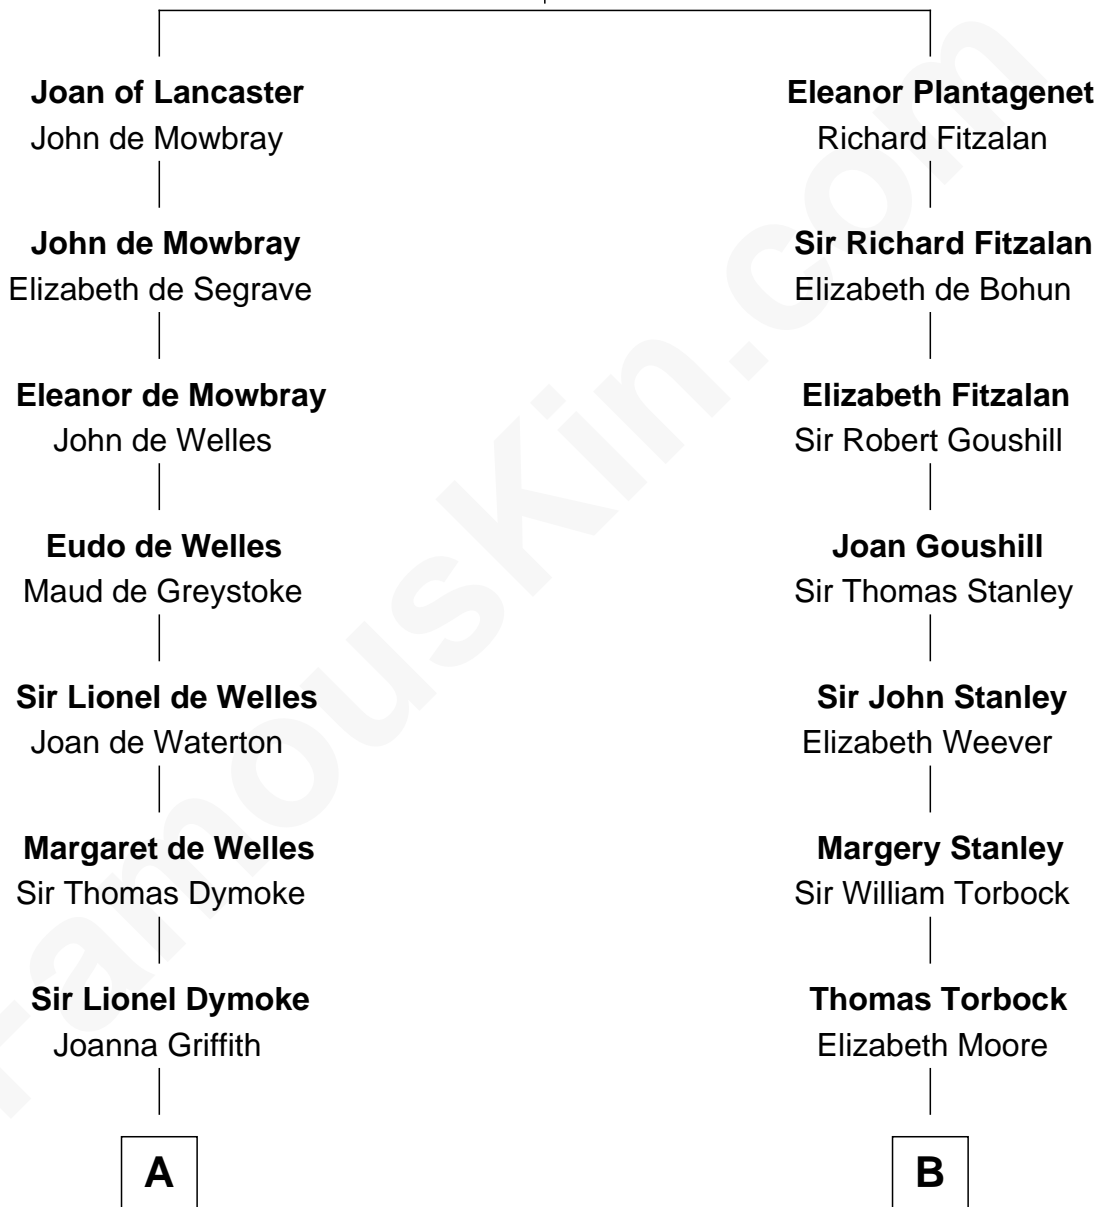 Joan of Lancaster
John de Mowbray
John de Mowbray
Elizabeth de Segrave
Eleanor de Mowbray
John de Welles
Eudo de Welles
Maud de Greystoke
Sir Lionel de Welles
Joan de Waterton
Margaret de Welles
Sir Thomas Dymoke
Sir Lionel Dymoke
Joanna Griffith
A
Eleanor Plantagenet
Richard Fitzalan
Sir Richard Fitzalan
Elizabeth de Bohun
Elizabeth Fitzalan
Sir Robert Goushill
Joan Goushill
Sir Thomas Stanley
Sir John Stanley
Elizabeth Weever
Margery Stanley
Sir William Torbock
Thomas Torbock
Elizabeth Moore
B
FamousKin.com